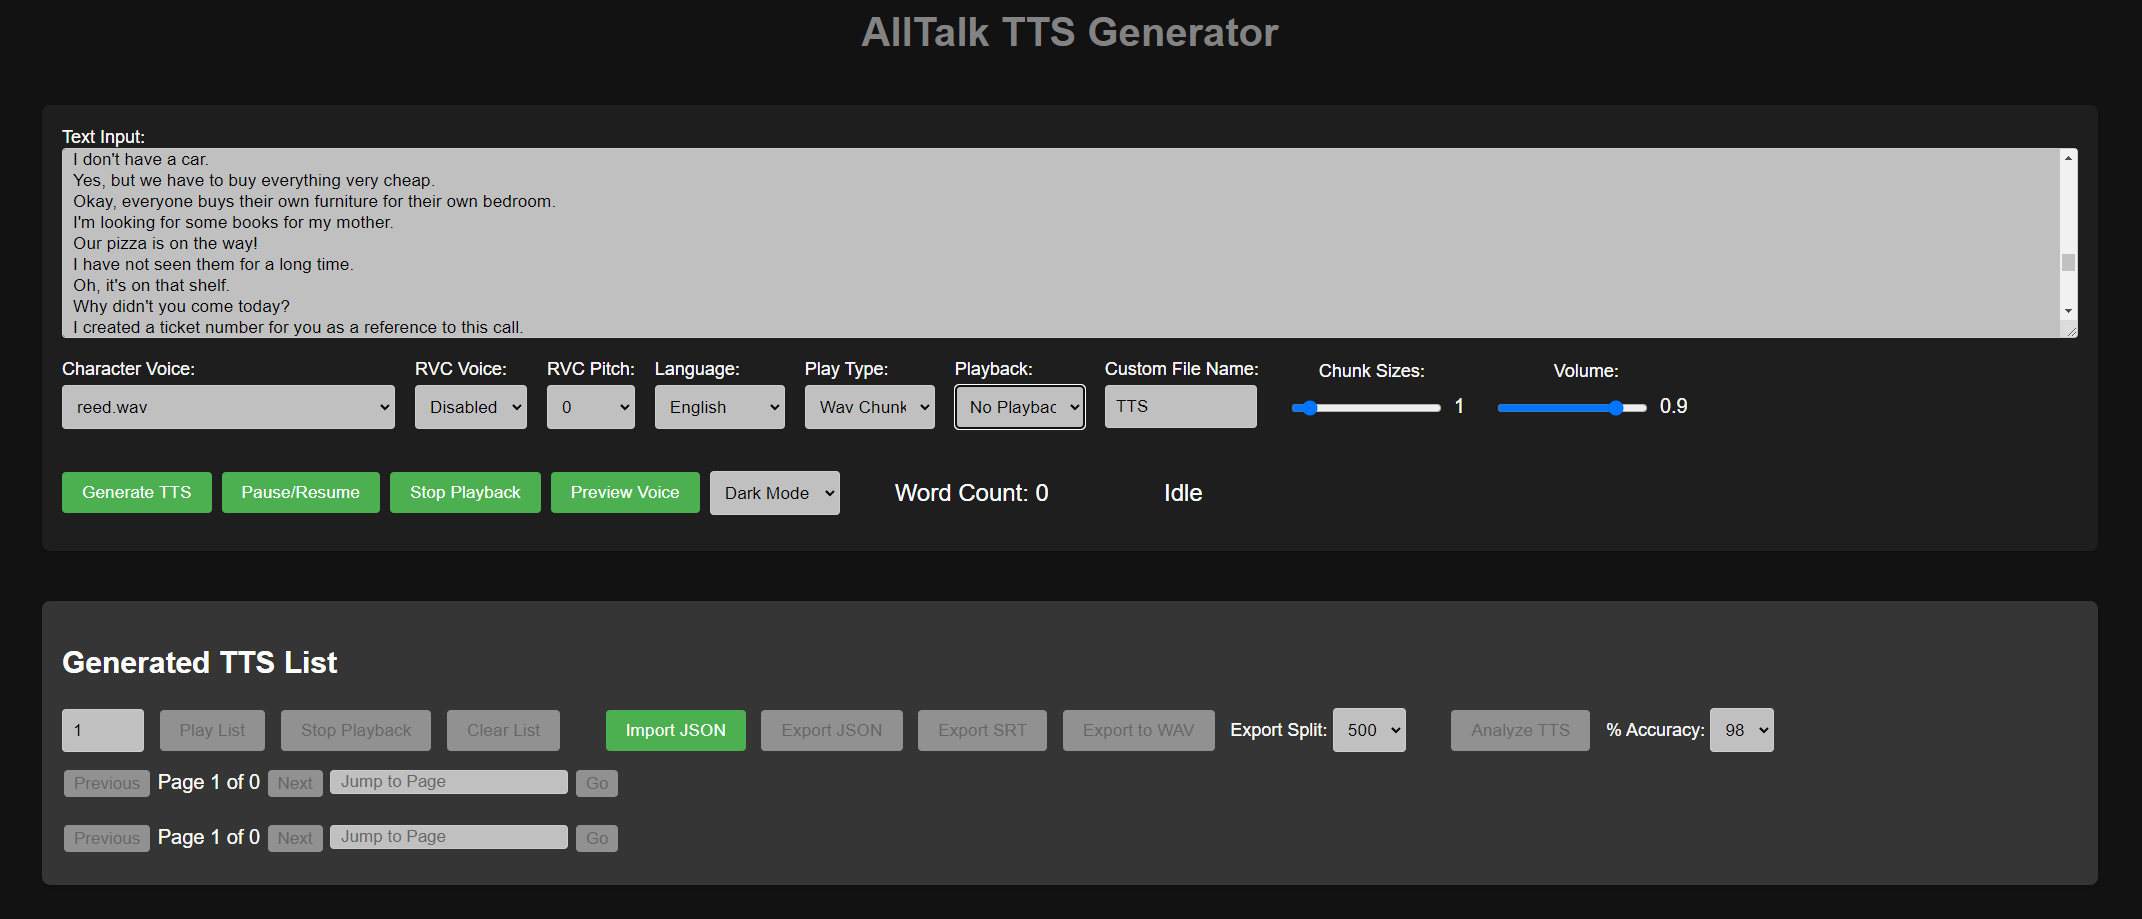 AllTalk TTS Generator
Text Input:
I don't have a car.
Yes, but we have to buy everything very cheap.
Okay, everyone buys their own furniture for their own bedroom.
I'm looking for some books for my mother.
Our pizza is on the way!
I have not seen them for a long time.
Oh, it's on that shelf.
Why didn't you come today?
I created a ticket number for you as a reference to this call.
Character Voice: RVC Voice: RVC Pitch: Language: Play Type: Playback: Custom File Name: Chunk Sizes: Volume:
reed.wav Disabled 0 English Wav Chunk No Playbac TTS 1 0.9
Generate TTS Pause/Resume Stop Playback Preview Voice Dark Mode Word Count: 0 Idle
Generated TTS List
1 Play List Stop Playback Clear List Import JSON Export JSON Export SRT Export to WAV Export Split: 500 Analyze TTS % Accuracy: 98
Previous Page 1 of 0 Next Jump to Page Go
Previous Page 1 of 0 Next Jump to Page Go